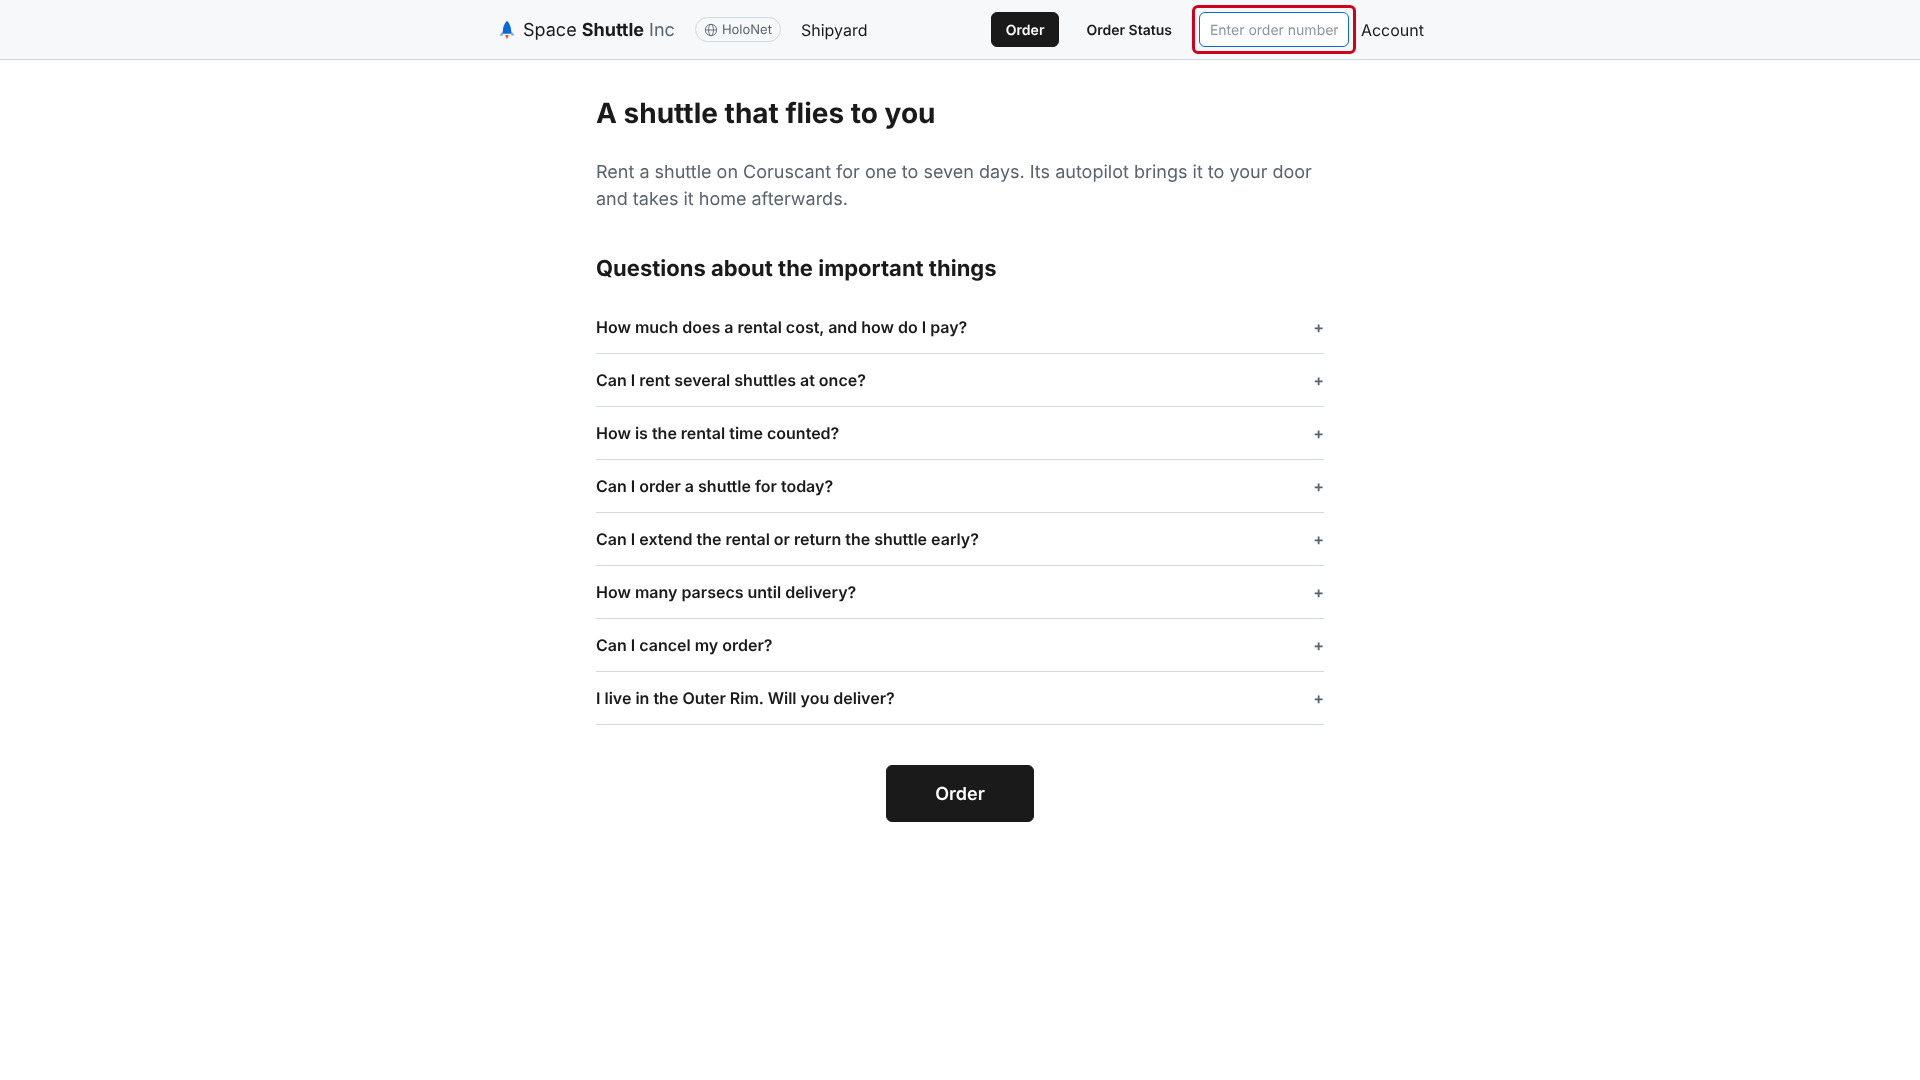 Space Shuttle Inc HoloNet Shipyard Order Order Status Enter order number Account
A shuttle that flies to you
Rent a shuttle on Coruscant for one to seven days. Its autopilot brings it to your door
and takes it home afterwards.
Questions about the important things
How much does a rental cost, and how do I pay? +
Can I rent several shuttles at once? +
How is the rental time counted? +
Can I order a shuttle for today? +
Can I extend the rental or return the shuttle early? +
How many parsecs until delivery? +
Can I cancel my order? +
I live in the Outer Rim. Will you deliver? +
Order